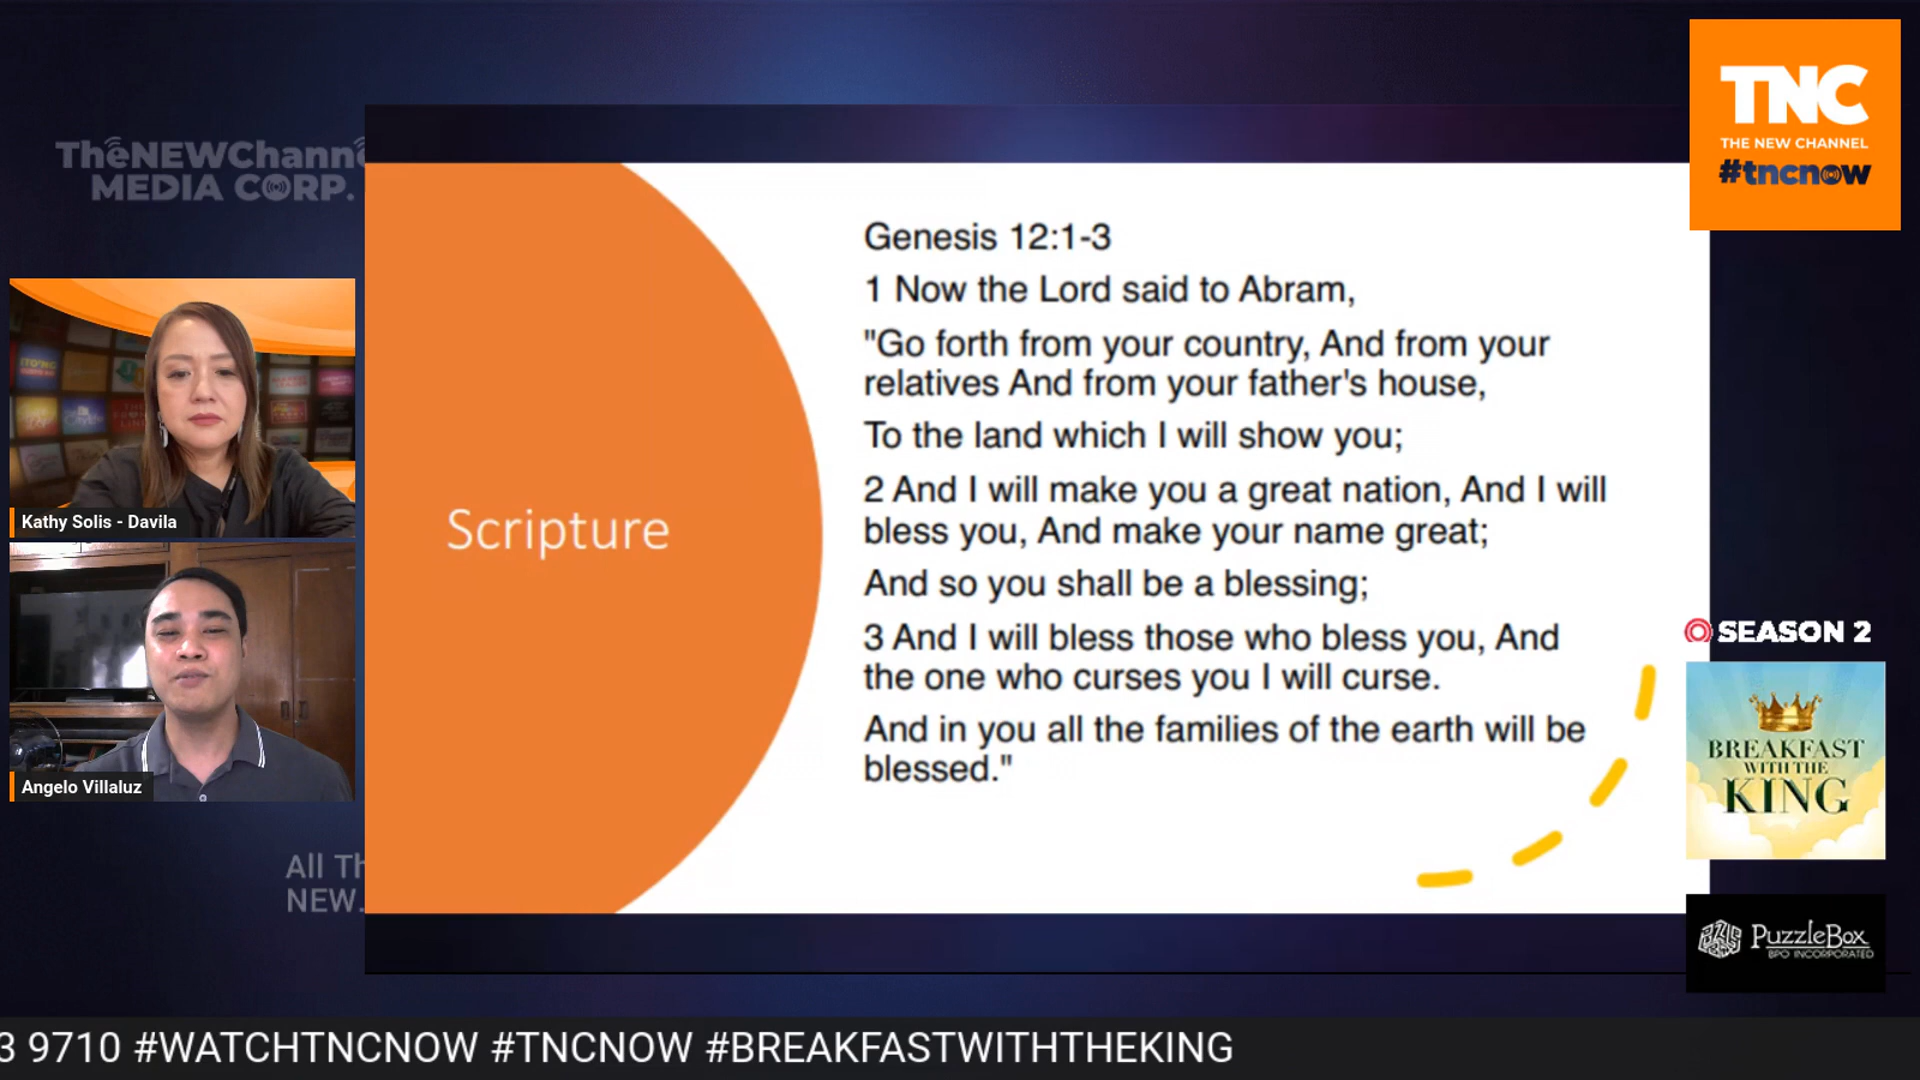 TheNEWChanne
MEDIA CORP.
TNC
THE NEW CHANNEL
#tncnow
Kathy Solis - Davila
Angelo Villaluz
All Th
NEW.
Scripture
Genesis 12:1-3
1 Now the Lord said to Abram,
"Go forth from your country, And from your
relatives And from your father's house,
To the land which I will show you;
2 And I will make you a great nation, And I will
bless you, And make your name great;
And so you shall be a blessing;
3 And I will bless those who bless you, And
the one who curses you I will curse.
And in you all the families of the earth will be
blessed."
SEASON 2
BREAKFAST
WITH THE
KING
PUZZLEBOX
BPO INCORPORATED
3 9710 #WATCHTNCNOW #TNCNOW #BREAKFASTWITHTHEKING